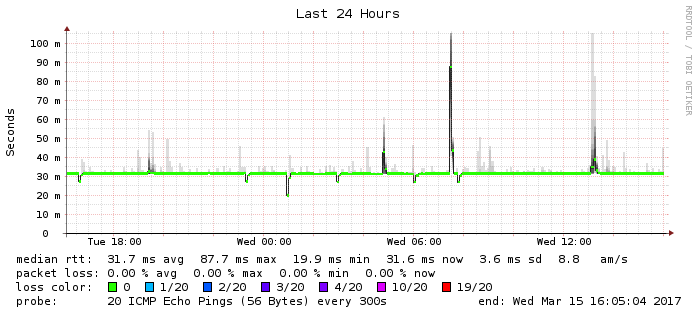 Last 24 Hours
RRDTOOL / TOBI OETIKER
Seconds
100 m
90 m
80 m
70 m
60 m
50 m
40 m
30 m
20 m
10 m
0
Tue 18:00 Wed 00:00 Wed 06:00 Wed 12:00
median rtt: 31.7 ms avg 87.7 ms max 19.9 ms min 31.6 ms now 3.6 ms sd 8.8 am/s
packet loss: 0.00 % avg 0.00 % max 0.00 % min 0.00 % now
loss color: 0 1/20 2/20 3/20 4/20 10/20 19/20
probe: 20 ICMP Echo Pings (56 Bytes) every 300s end: Wed Mar 15 16:05:04 2017